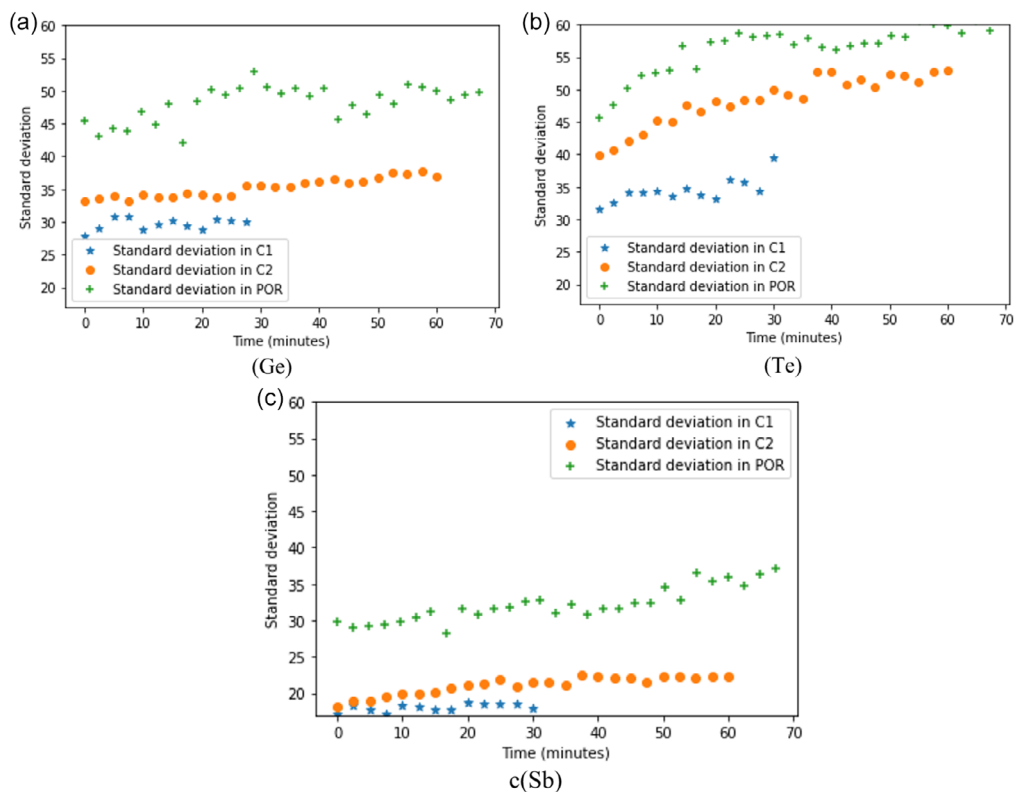 (a)
60
55
50
45
40
35
30
25
20
Standard deviation
Standard deviation in C1
Standard deviation in C2
Standard deviation in POR
0 10 20 30 40 50 60 70
Time (minutes)
(Ge)
(b)
60
55
50
45
40
35
30
25
20
Standard deviation
Standard deviation in C1
Standard deviation in C2
Standard deviation in POR
0 10 20 30 40 50 60 70
Time (minutes)
(Te)
(c)
60
55
50
45
40
35
30
25
20
Standard deviation
Standard deviation in C1
Standard deviation in C2
Standard deviation in POR
0 10 20 30 40 50 60 70
Time (minutes)
c(Sb)